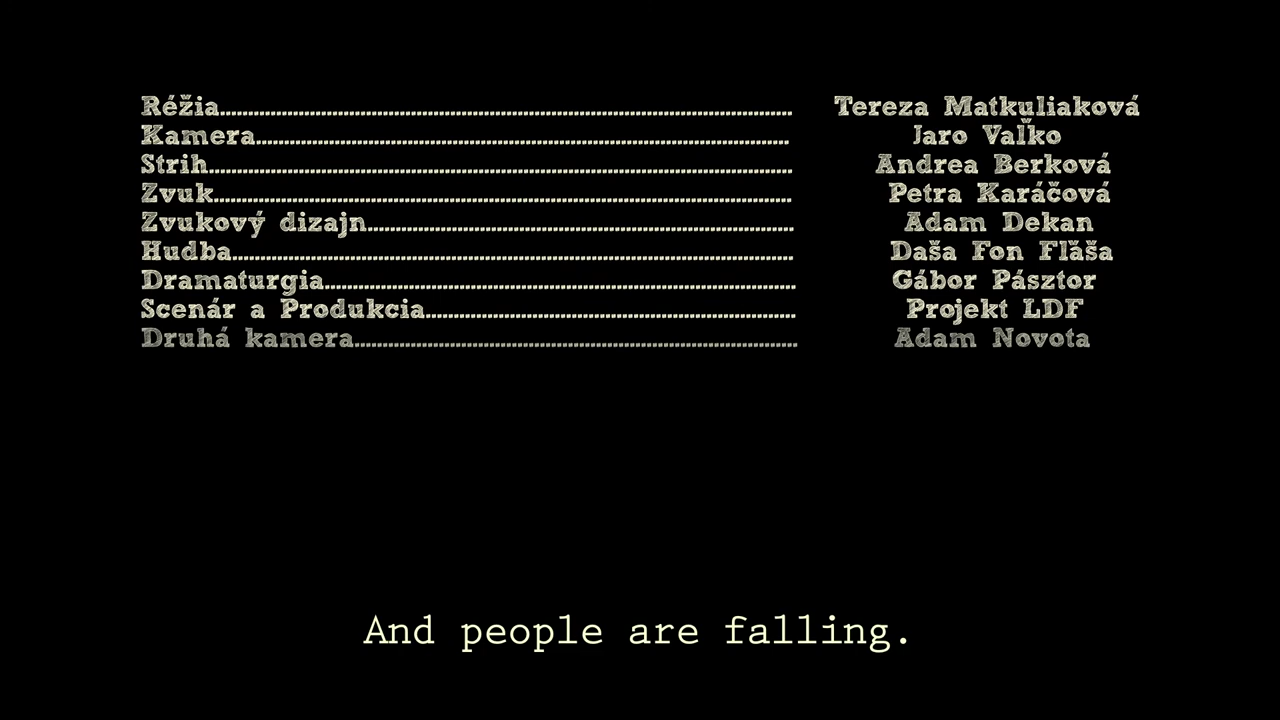 Réžia.......... Tereza Matkuliaková
Kamera.......... Jaro Vaľko
Strih.......... Andrea Berková
Zvuk.......... Petra Karáčová
Zvukový dizajn.......... Adam Dekan
Hudba.......... Daša Fon Fľaša
Dramaturgia.......... Gábor Pásztor
Scenár a Produkcia.......... Projekt LDF
Druhá kamera.......... Adam Novota
And people are falling.